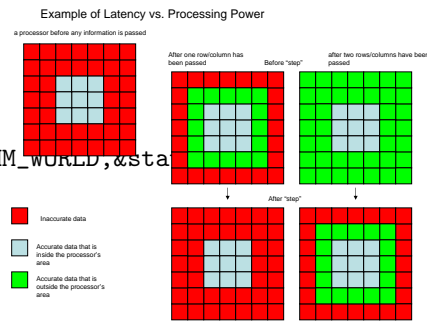 Example of Latency vs. Processing Power
a processor before any information is passed
After one row/column has
been passed
Before "step"
after two rows/columns have been
passed
M_WORLD,&sta
After "step"
Inaccurate data
Accurate data that is
inside the processor's
area
Accurate data that is
outside the processor's
area